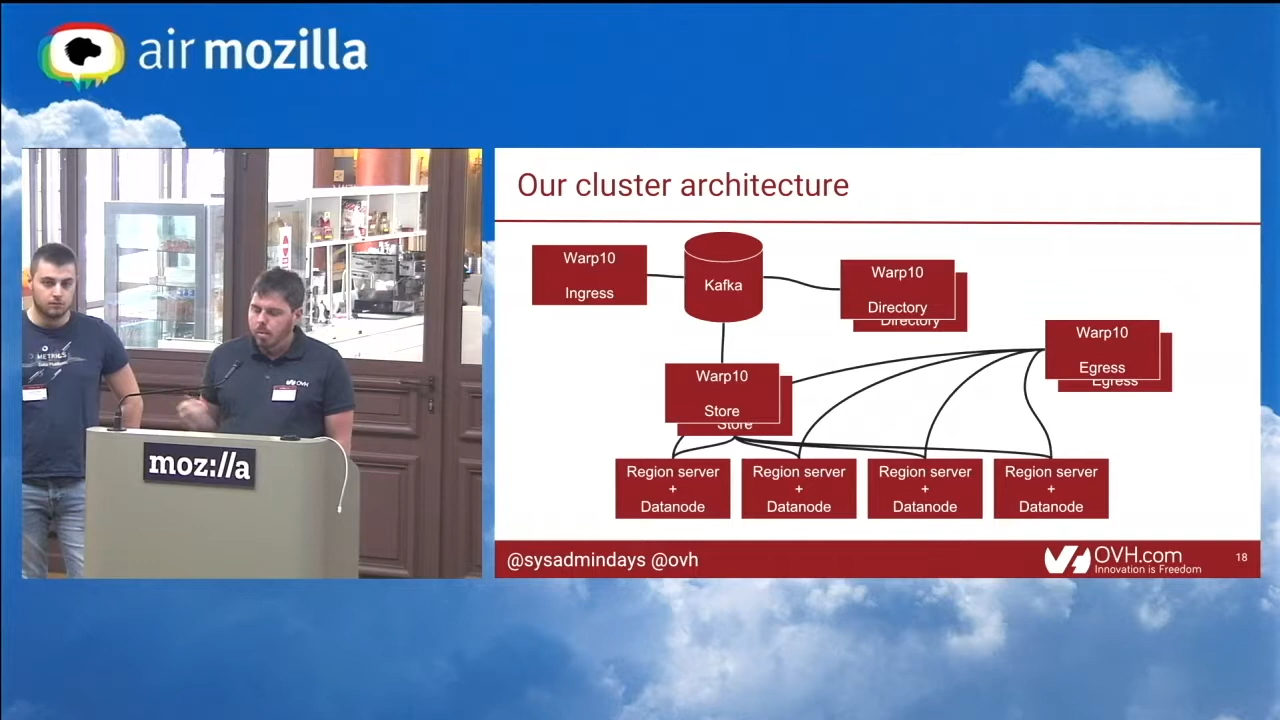 air mozilla
Our cluster architecture
Warp10
Ingress
Kafka
Warp10
Directory
Directory
Warp10
Egress
Egress
Warp10
Store
Store
Region server
+
Datanode
Region server
+
Datanode
Region server
+
Datanode
Region server
+
Datanode
@sysadmindays @ovh
OVH.com
Innovation is Freedom
18
METRICS
OVH
moz://a